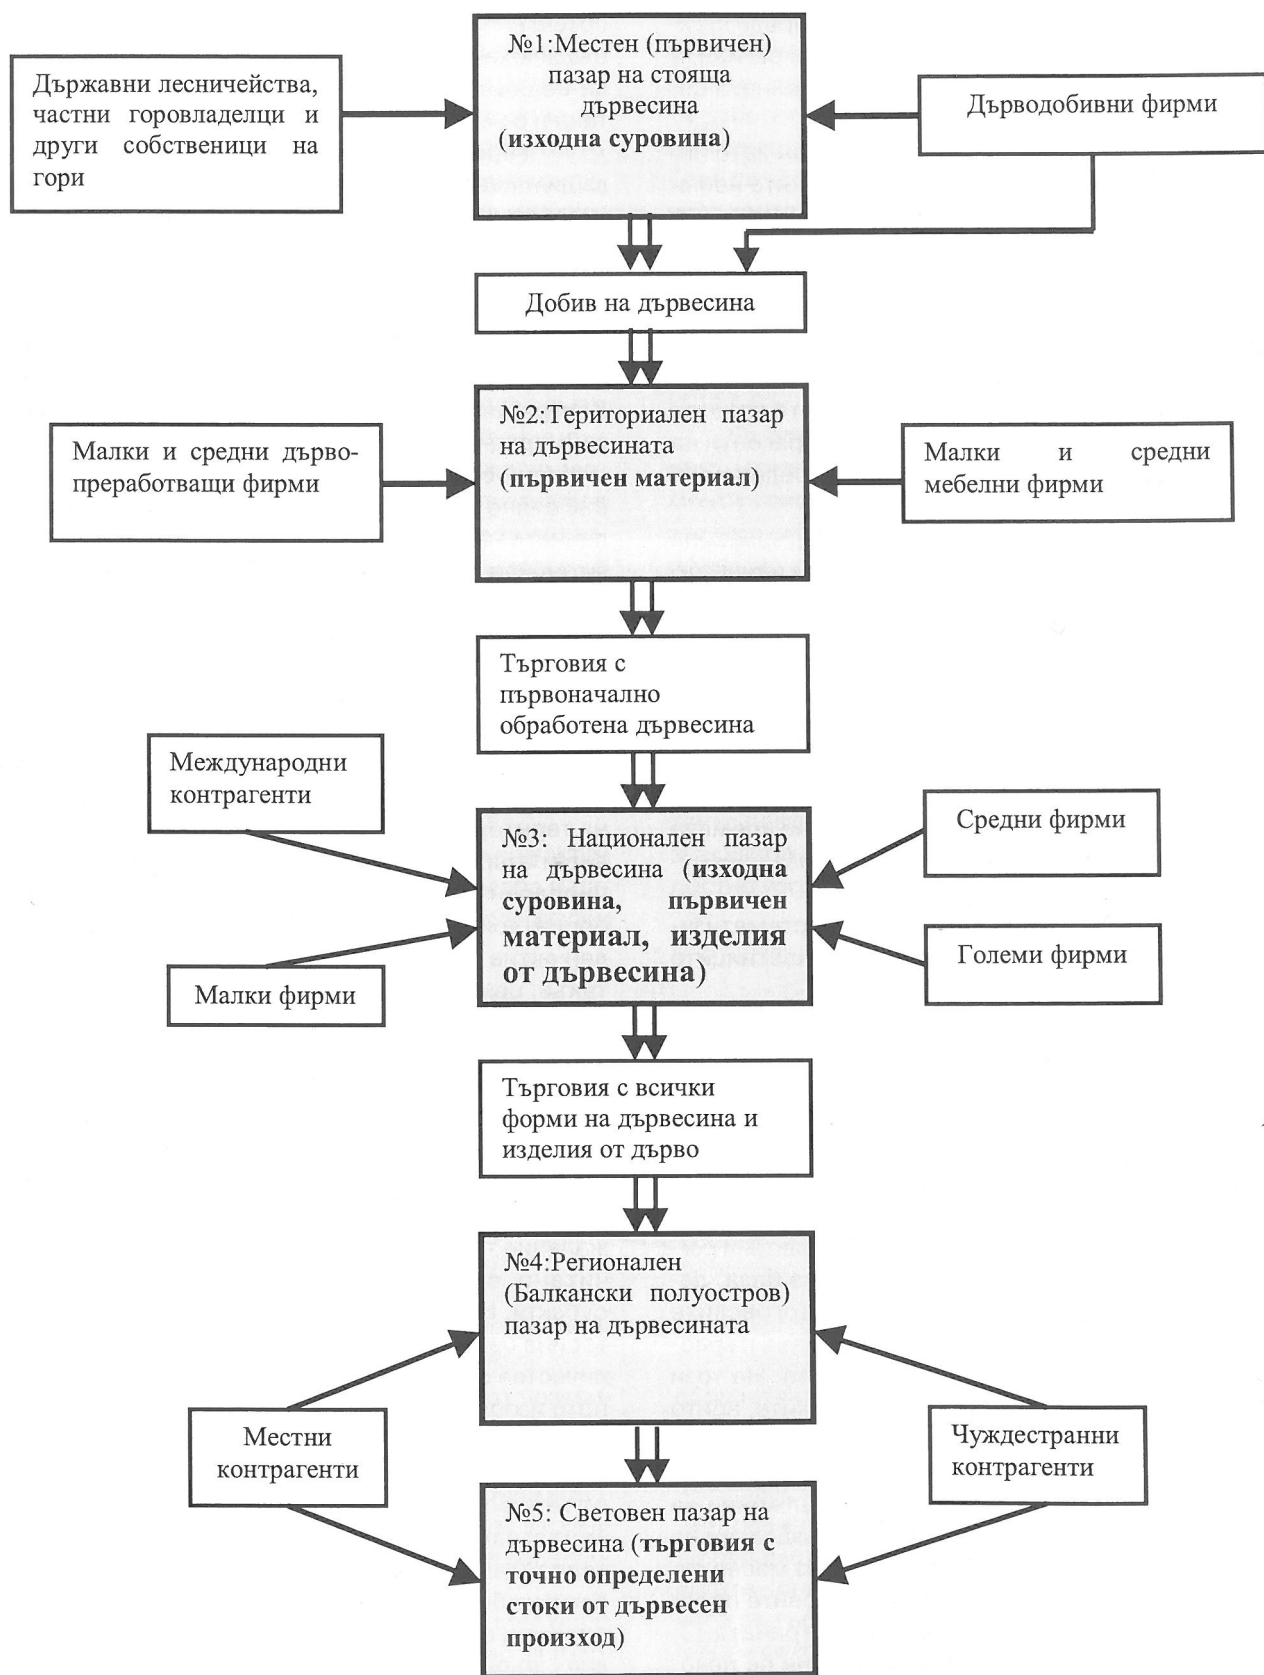 №1:Местен (първичен)
пазар на стояща
дървесина
(изходна суровина)
Държавни лесничейства,
частни горовладелци и
други собственици на
гори
Дърводобивни фирми
Добив на дървесина
№2:Териториален пазар
на дървесината
(първичен материал)
Малки и средни дърво-
преработващи фирми
Малки и средни
мебелни фирми
Търговия с
първоначално
обработена дървесина
Международни
контрагенти
Средни фирми
№3: Национален пазар
на дървесина (изходна
суровина, първичен
материал, изделия
от дървесина)
Малки фирми
Големи фирми
Търговия с всички
форми на дървесина и
изделия от дърво
№4:Регионален
(Балкански полуостров)
пазар на дървесината
Местни
контрагенти
Чуждестранни
контрагенти
№5: Световен пазар на
дървесина (търговия с
точно определени
стоки от дървесен
произход)